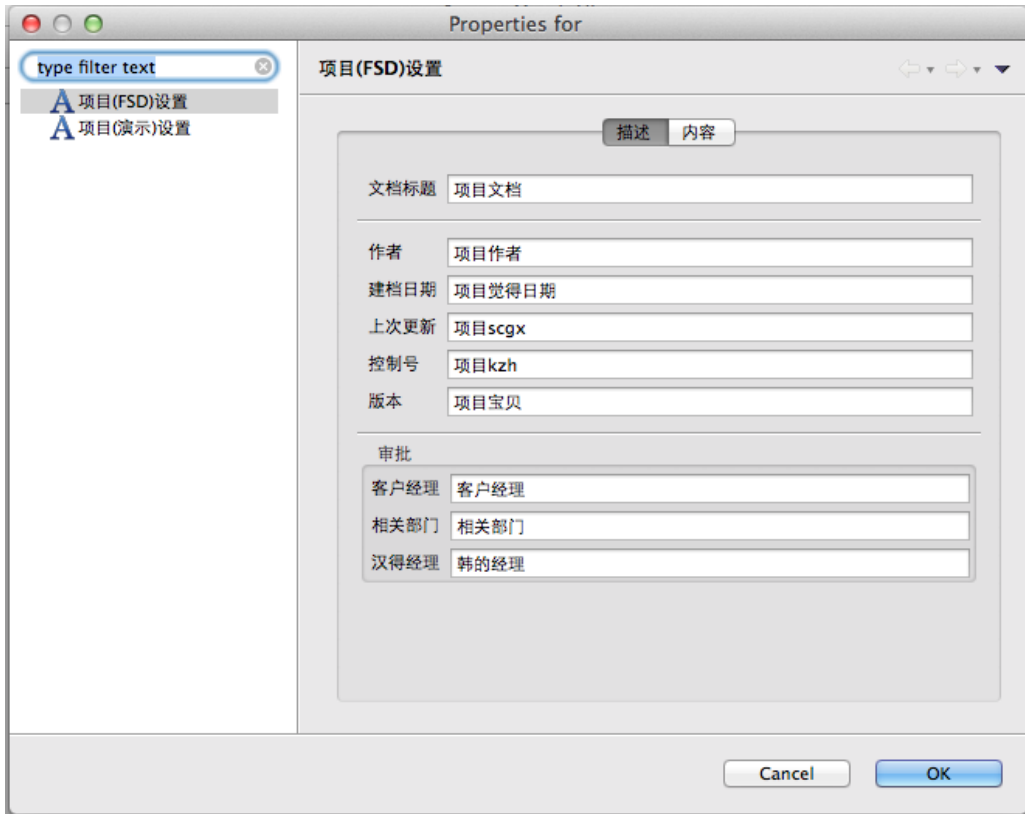 Properties for
type filter text
项目(FSD)设置
项目(演示)设置
项目(FSD)设置
描述 内容
文档标题 项目文档
作者 项目作者
建档日期 项目觉得日期
上次更新 项目scgx
控制号 项目kzh
版本 项目宝贝
审批
客户经理 客户经理
相关部门 相关部门
汉得经理 韩的经理
Cancel OK